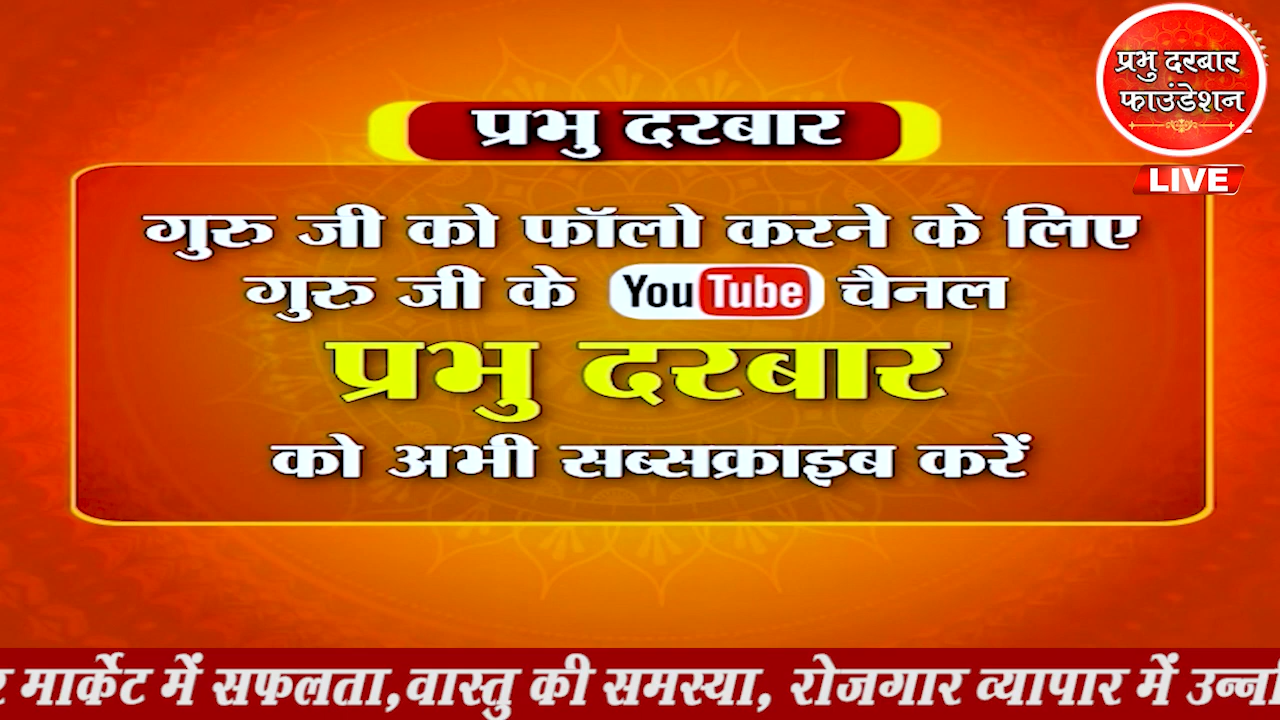 प्रभु दरबार
फाउंडेशन
LIVE
प्रभु दरबार
गुरु जी को फॉलो करने के लिए
गुरु जी के YouTube चैनल
प्रभु दरबार
को अभी सब्सक्राइब करें
मार्केट में सफलता,वास्तु की समस्या, रोजगार व्यापार में